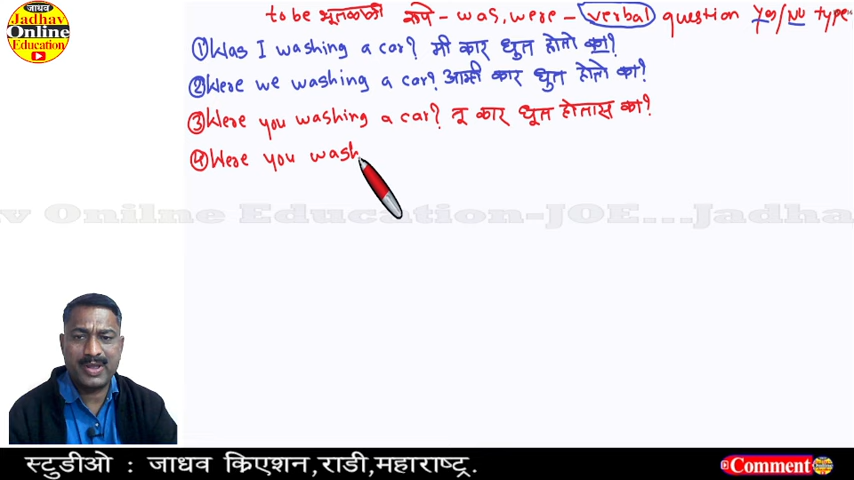 जाधव
Jadhav
Online
Education
to be भूतकाळी रूपे - was, were - verbal question Yes/No type
① Was I washing a car? मी कार धुत होतो का?
② Were we washing a car? आम्ही कार धुत होतो का?
③ Were you washing a car? तू कार धूत होतास का?
④ Were you wash
av Onilne Education-JOE...Jadha
स्टुडीओ : जाधव क्रिएशन,राडी,महाराष्ट्र.
Comment